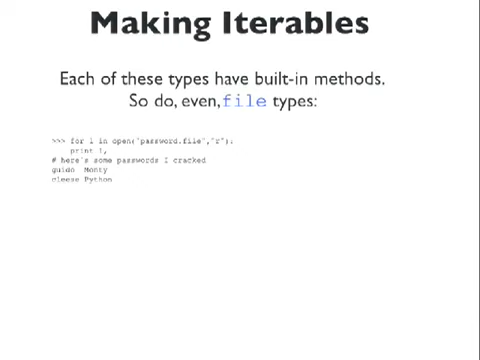 Making Iterables
Each of these types have built-in methods.
So do, even, file types:
>>> for l in open("password.file","r"):
print l,
# here's some passwords I cracked
guido Monty
cleese Python